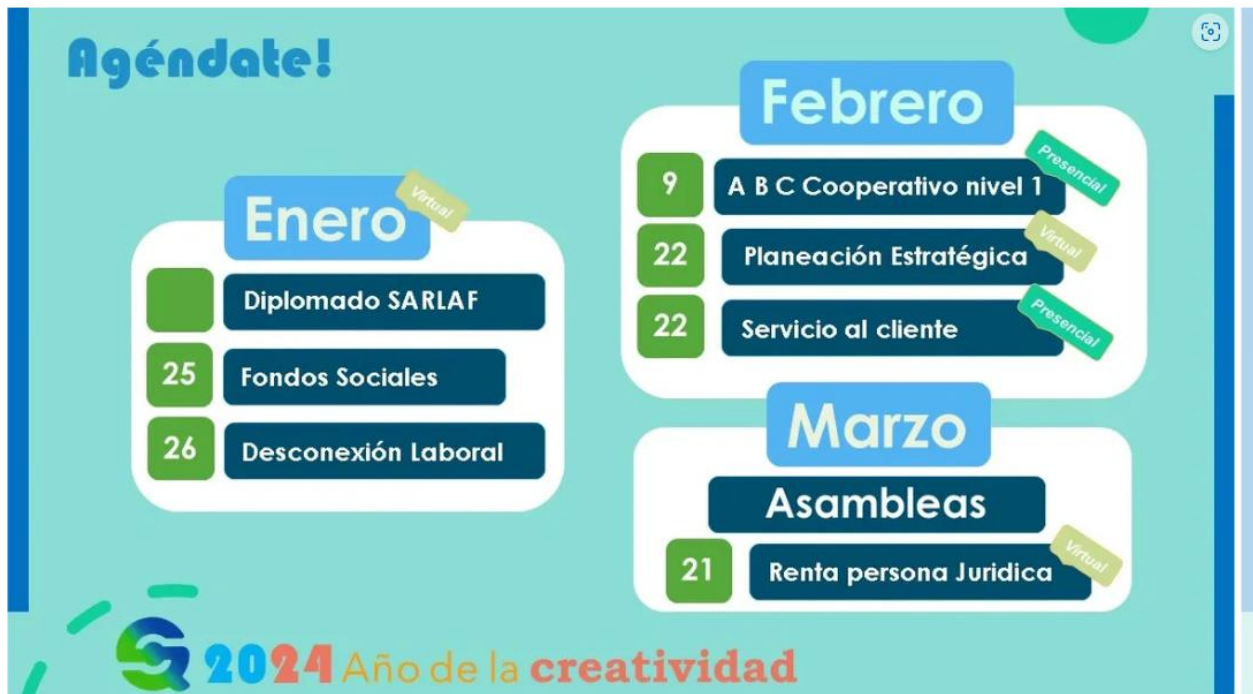 Agéndate!
Enero
Virtual
Diplomado SARLAF
25 Fondos Sociales
26 Desconexión Laboral
Febrero
9 A B C Cooperativo nivel 1 Presencial
22 Planeación Estratégica Virtual
22 Servicio al cliente Presencial
Marzo
Asambleas
21 Renta persona Juridica Virtual
2024 Año de la creatividad